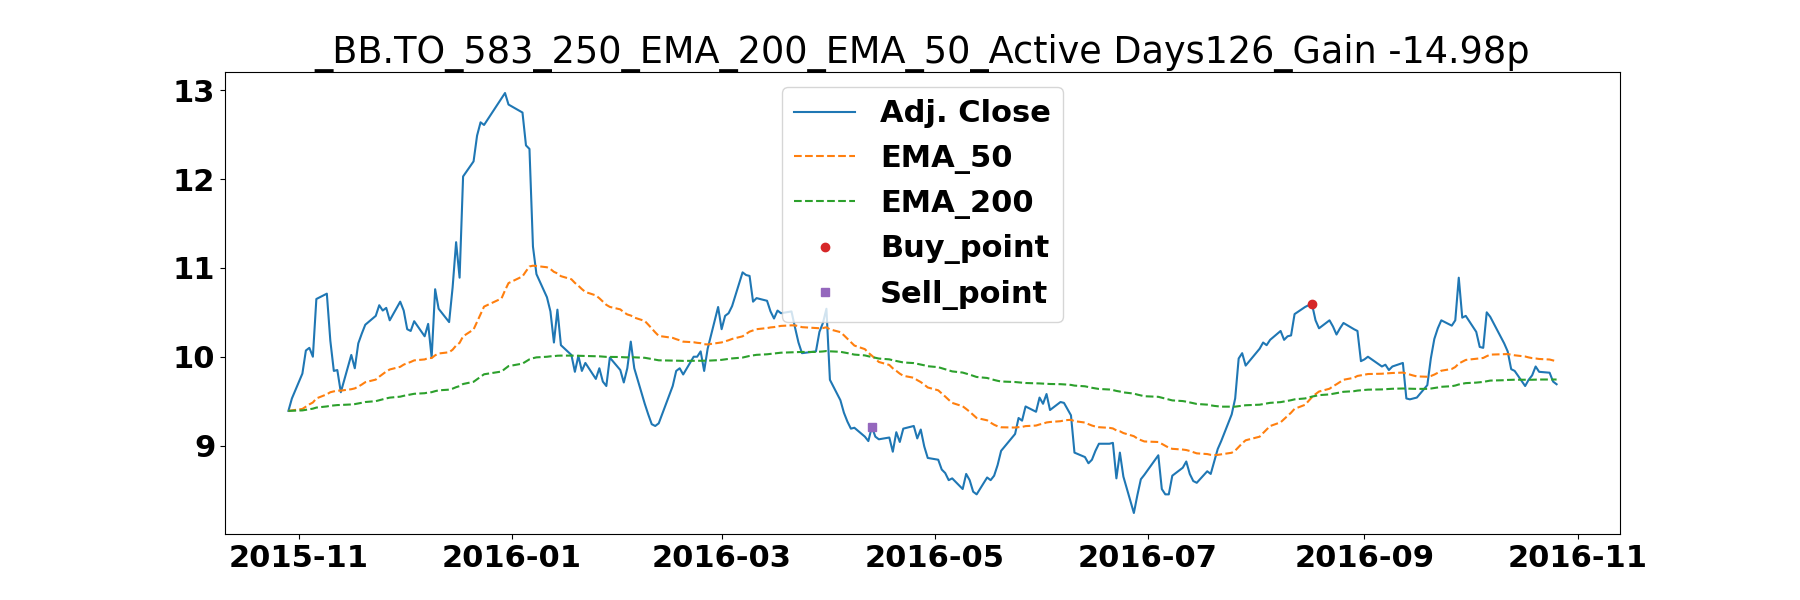 _BB.TO_583_250_EMA_200_EMA_50_Active Days126_Gain -14.98p
13
12
11
10
9
Adj. Close
EMA_50
EMA_200
Buy_point
Sell_point
2015-11 2016-01 2016-03 2016-05 2016-07 2016-09 2016-11